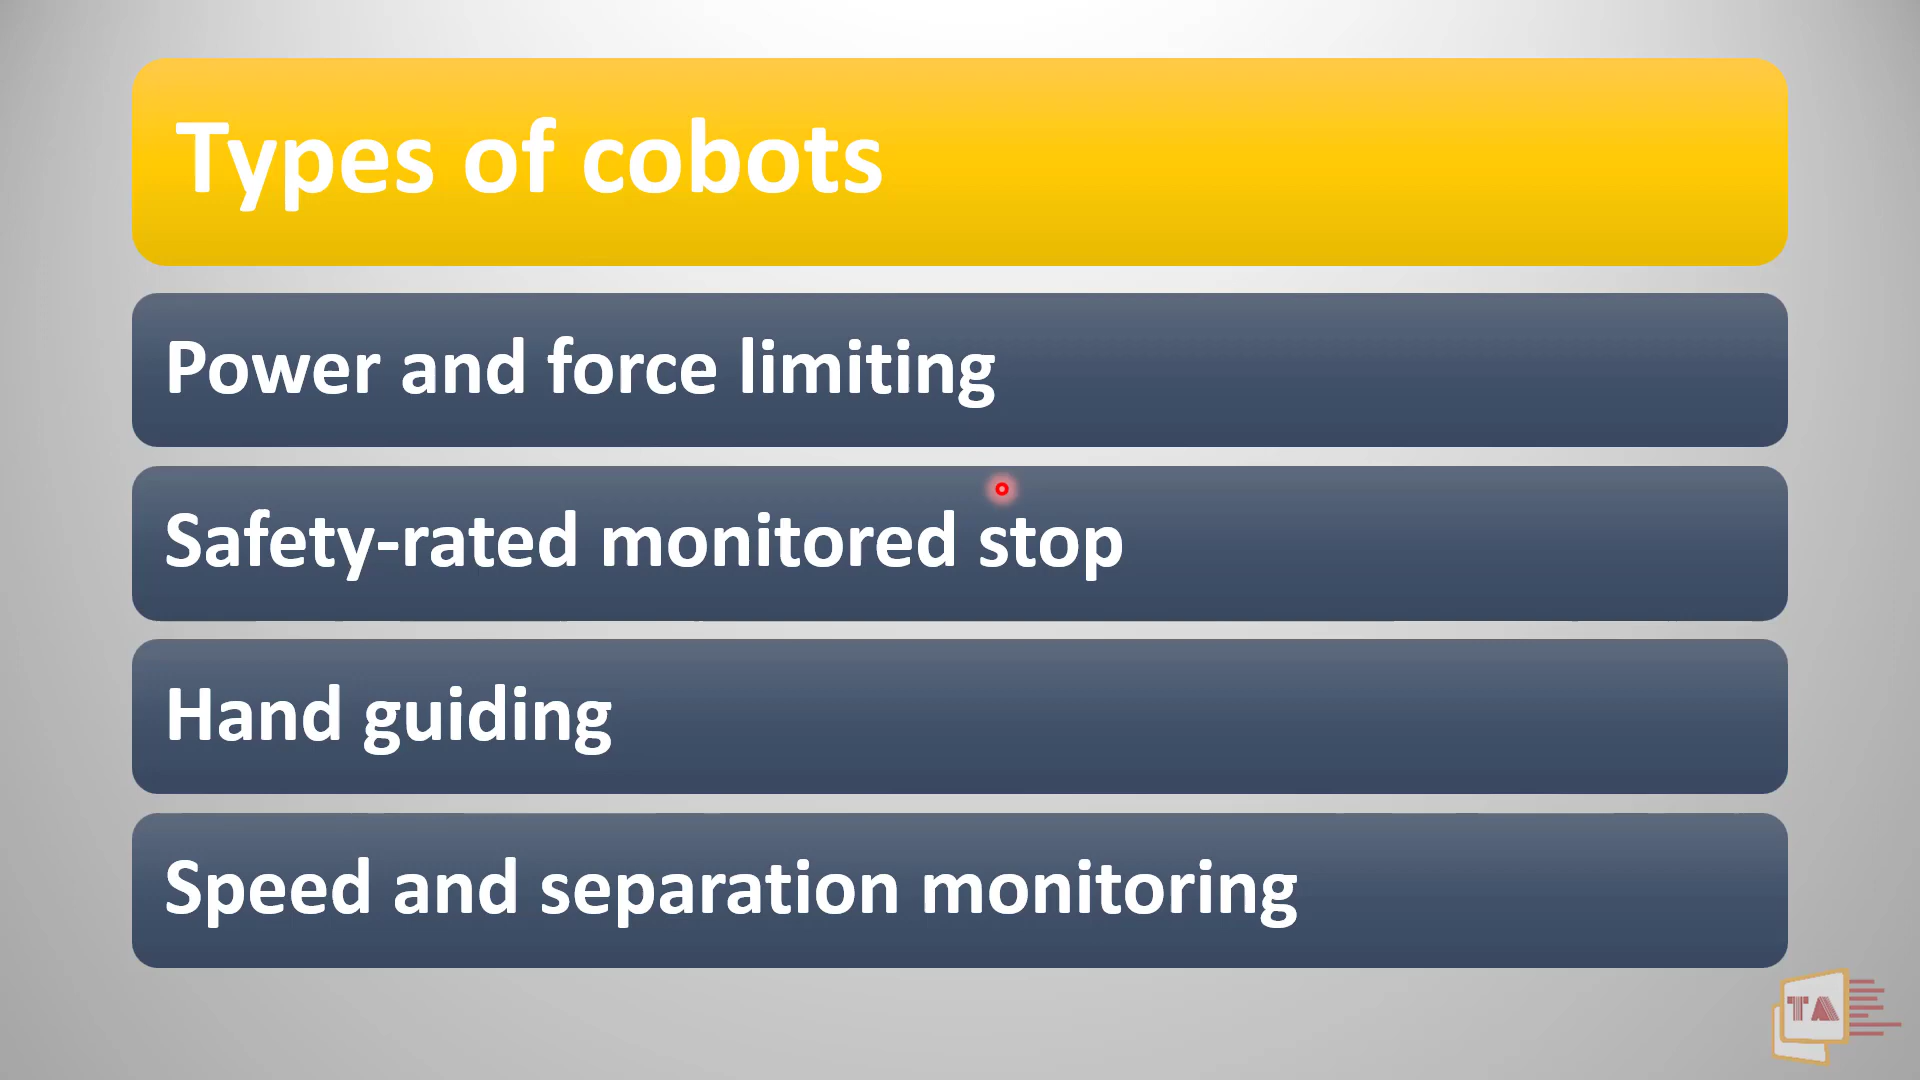 Types of cobots
Power and force limiting
Safety-rated monitored stop
Hand guiding
Speed and separation monitoring
TA